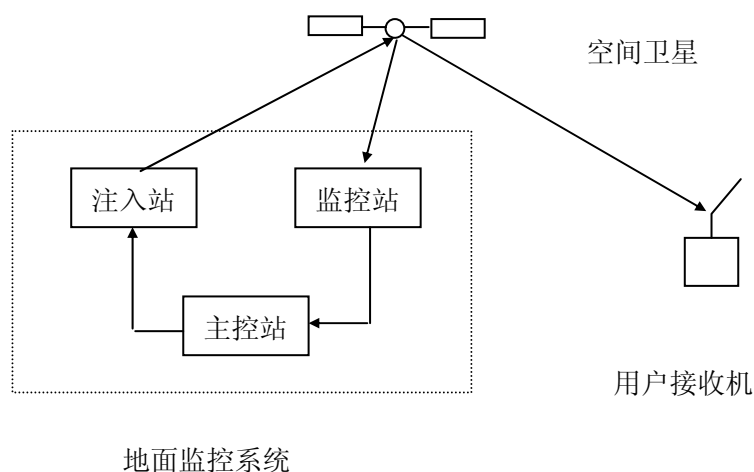 空间卫星
注入站
监控站
主控站
用户接收机
地面监控系统